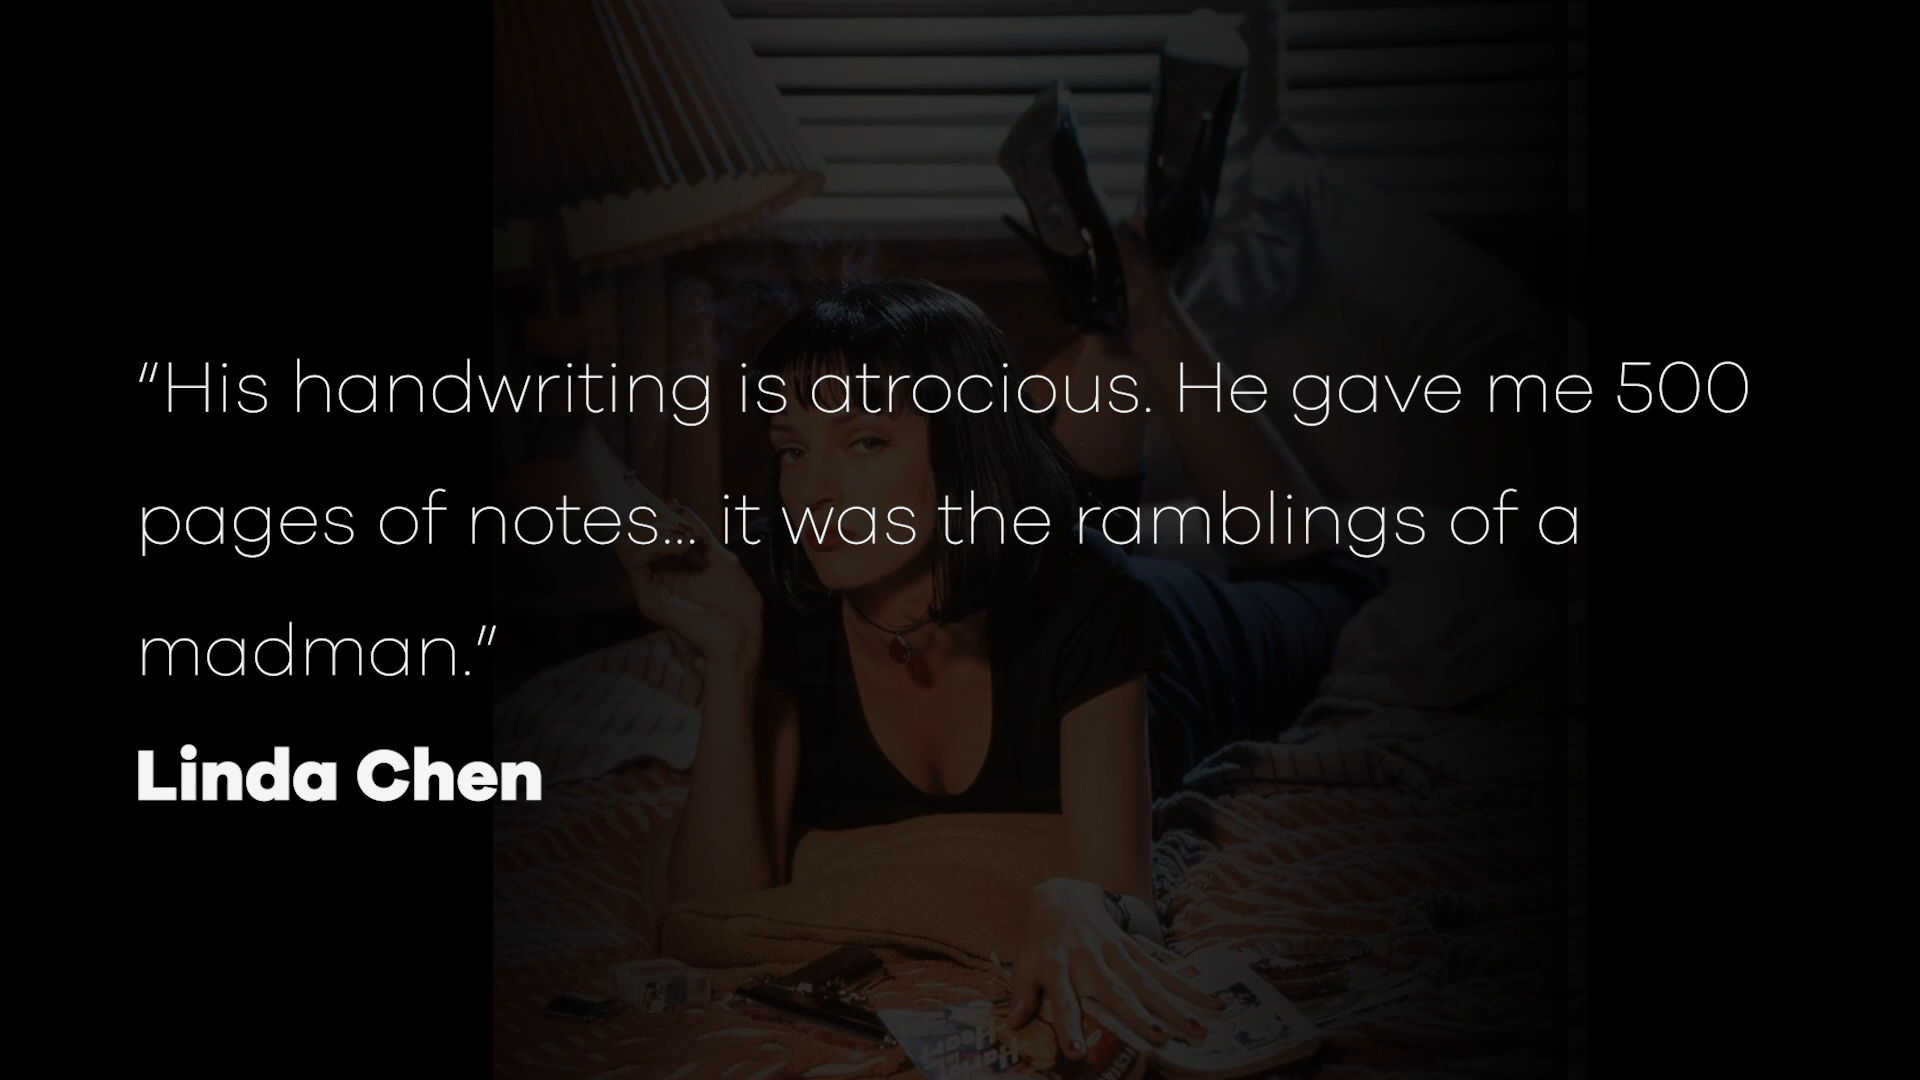 “His handwriting is atrocious. He gave me 500
pages of notes... it was the ramblings of a
madman.”
Linda Chen